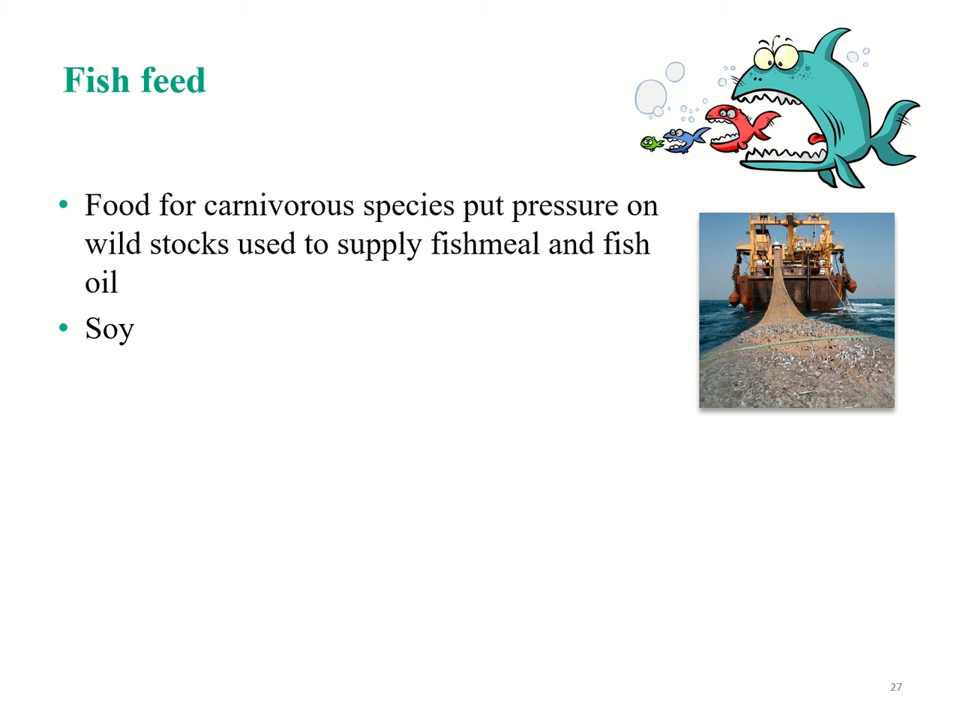 Fish feed
• Food for carnivorous species put pressure on
wild stocks used to supply fishmeal and fish
oil
• Soy
27